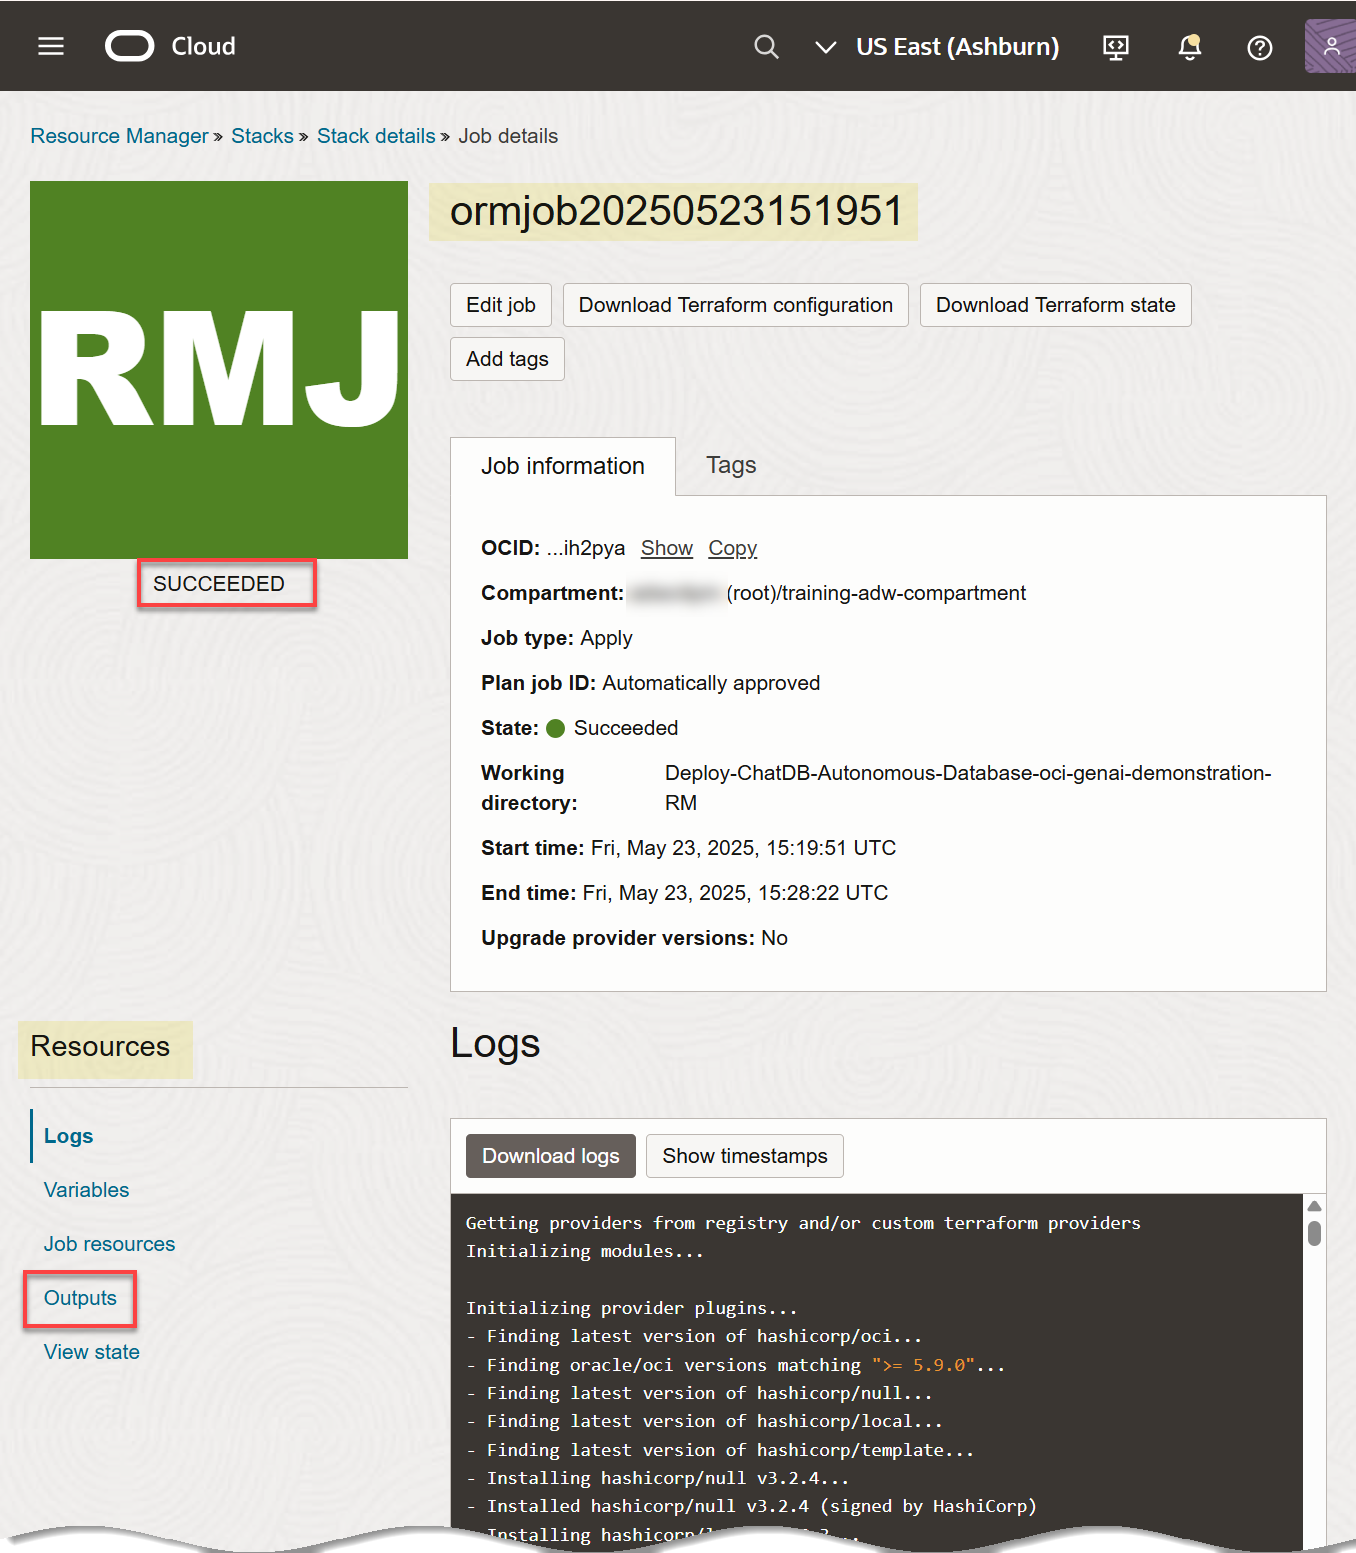 Cloud
US East (Ashburn)
Resource Manager » Stacks » Stack details » Job details
RMJ
SUCCEEDED
ormjob20250523151951
Edit job
Download Terraform configuration
Download Terraform state
Add tags
Job information
Tags
OCID: ...ih2pya Show Copy
Compartment: (root)/training-adw-compartment
Job type: Apply
Plan job ID: Automatically approved
State: Succeeded
Working directory: Deploy-ChatDB-Autonomous-Database-oci-genai-demonstration-
RM
Start time: Fri, May 23, 2025, 15:19:51 UTC
End time: Fri, May 23, 2025, 15:28:22 UTC
Upgrade provider versions: No
Resources
Logs
Variables
Job resources
Outputs
View state
Logs
Download logs
Show timestamps
Getting providers from registry and/or custom terraform providers
Initializing modules...
Initializing provider plugins...
- Finding latest version of hashicorp/oci...
- Finding oracle/oci versions matching ">= 5.9.0"...
- Finding latest version of hashicorp/null...
- Finding latest version of hashicorp/local...
- Finding latest version of hashicorp/template...
- Installing hashicorp/null v3.2.4...
- Installed hashicorp/null v3.2.4 (signed by HashiCorp)